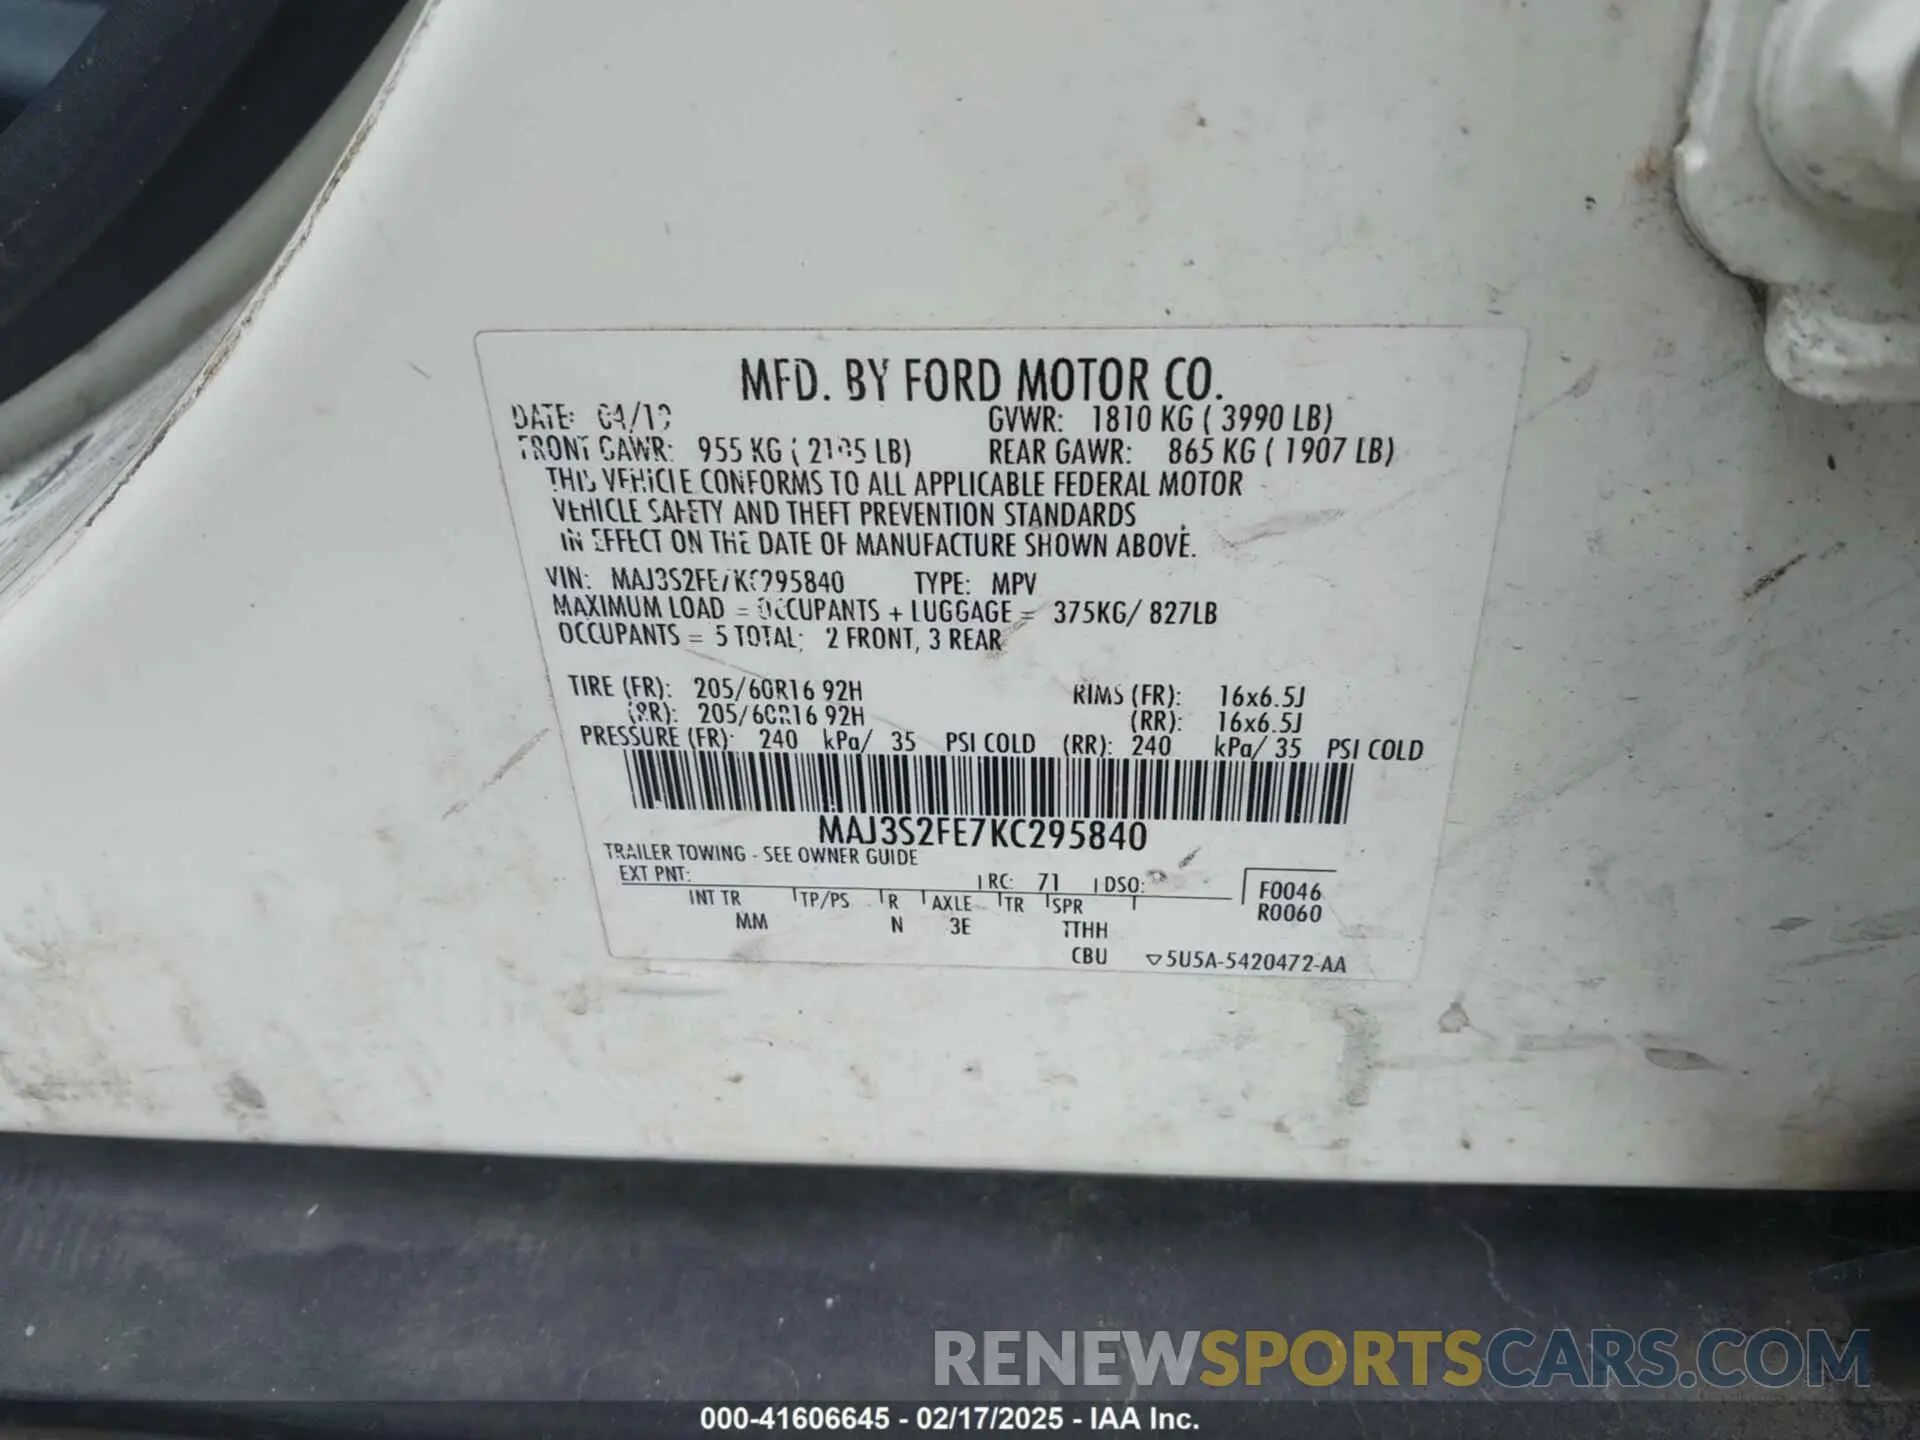 MFD. BY FORD MOTOR CO.
DATE: 04/19 GVWR: 1810 KG ( 3990 LB)
FRONT GAWR: 955 KG ( LB) REAR GAWR: 865 KG ( 1907 LB)
THIS VEHICLE CONFORMS TO ALL APPLICABLE FEDERAL MOTOR
VEHICLE SAFETY AND THEFT PREVENTION STANDARDS
IN EFFECT ON THE DATE OF MANUFACTURE SHOWN ABOVE.
VIN: MAJ3S2FE7KC295840 TYPE: MPV
MAXIMUM LOAD = OCCUPANTS + LUGGAGE = 375KG/ 827LB
OCCUPANTS = 5 TOTAL; 2 FRONT, 3 REAR
TIRE (FR): 205/60R16 92H RIMS (FR): 16x6.5J
(RR): 205/60R16 92H (RR): 16x6.5J
PRESSURE (FR): 240 kPa/ 35 PSI COLD (RR): 240 kPa/ 35 PSI COLD
MAJ3S2FE7KC295840
TRAILER TOWING - SEE OWNER GUIDE
EXT PNT: RC: 71 DSO: F0046
INT TR TP/PS R AXLE TR SPR R0060
MM N 3E TTHH
CBU 5U5A-5420472-AA
RENEWSPORTSCARS.COM
000-41606645 - 02/17/2025 - IAA Inc.